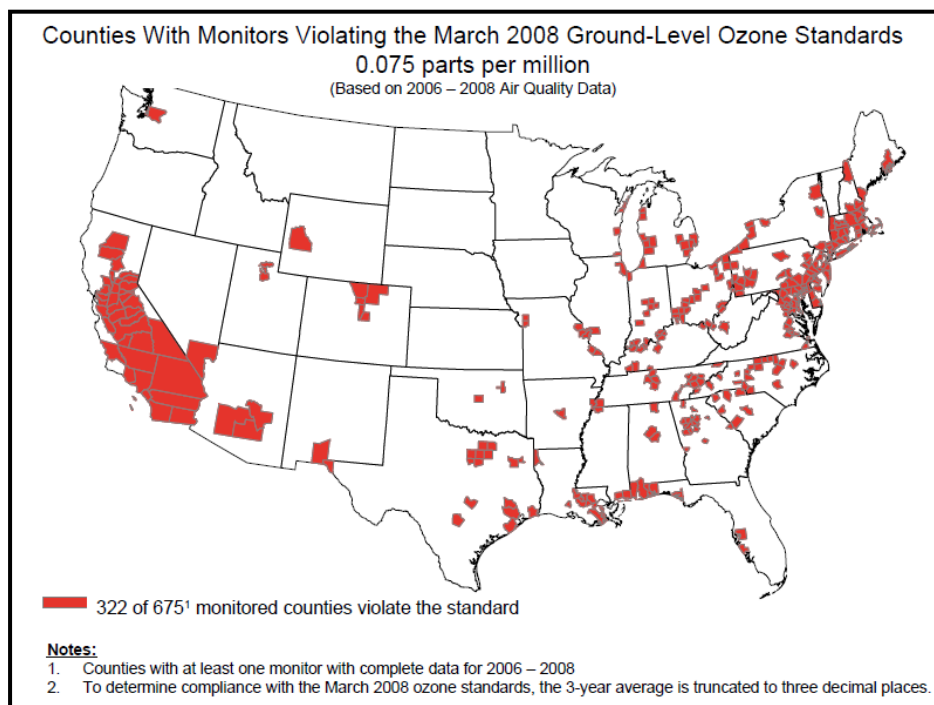 Counties With Monitors Violating the March 2008 Ground-Level Ozone Standards
0.075 parts per million
(Based on 2006 – 2008 Air Quality Data)
322 of 675¹ monitored counties violate the standard
Notes:
1. Counties with at least one monitor with complete data for 2006 – 2008
2. To determine compliance with the March 2008 ozone standards, the 3-year average is truncated to three decimal places.